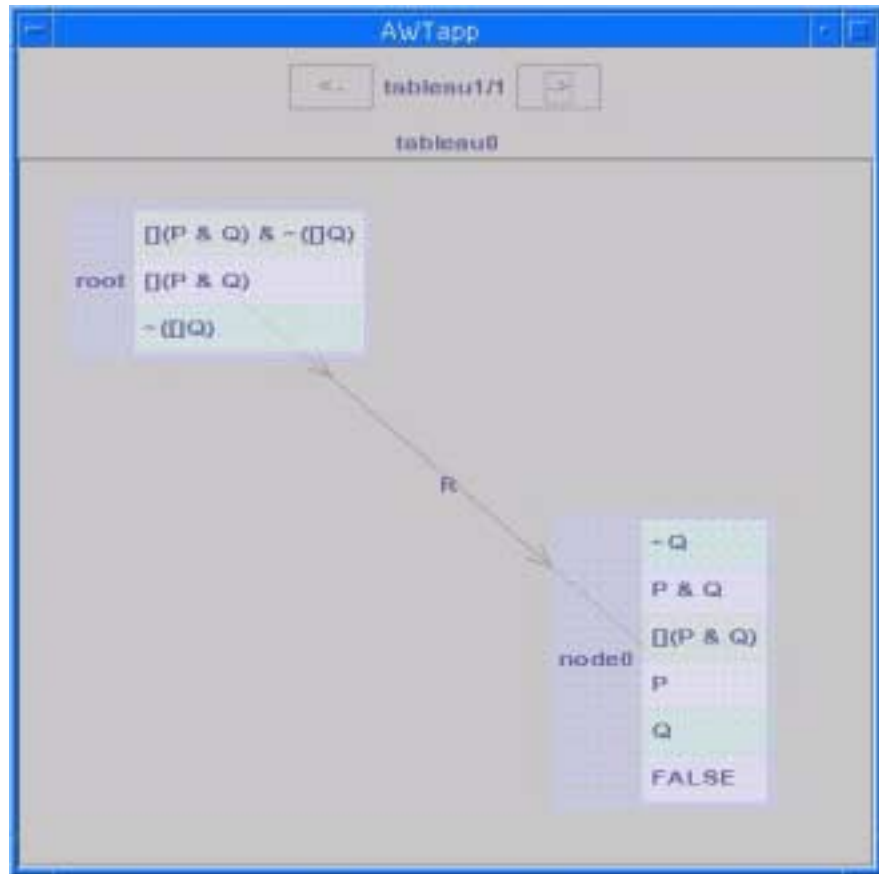 AWTapp
<- tableau1/1 ->
tableau0
[](P & Q) & ~([]Q)
root [](P & Q)
~([]Q)
R
~Q
P & Q
[](P & Q)
node0
P
Q
FALSE